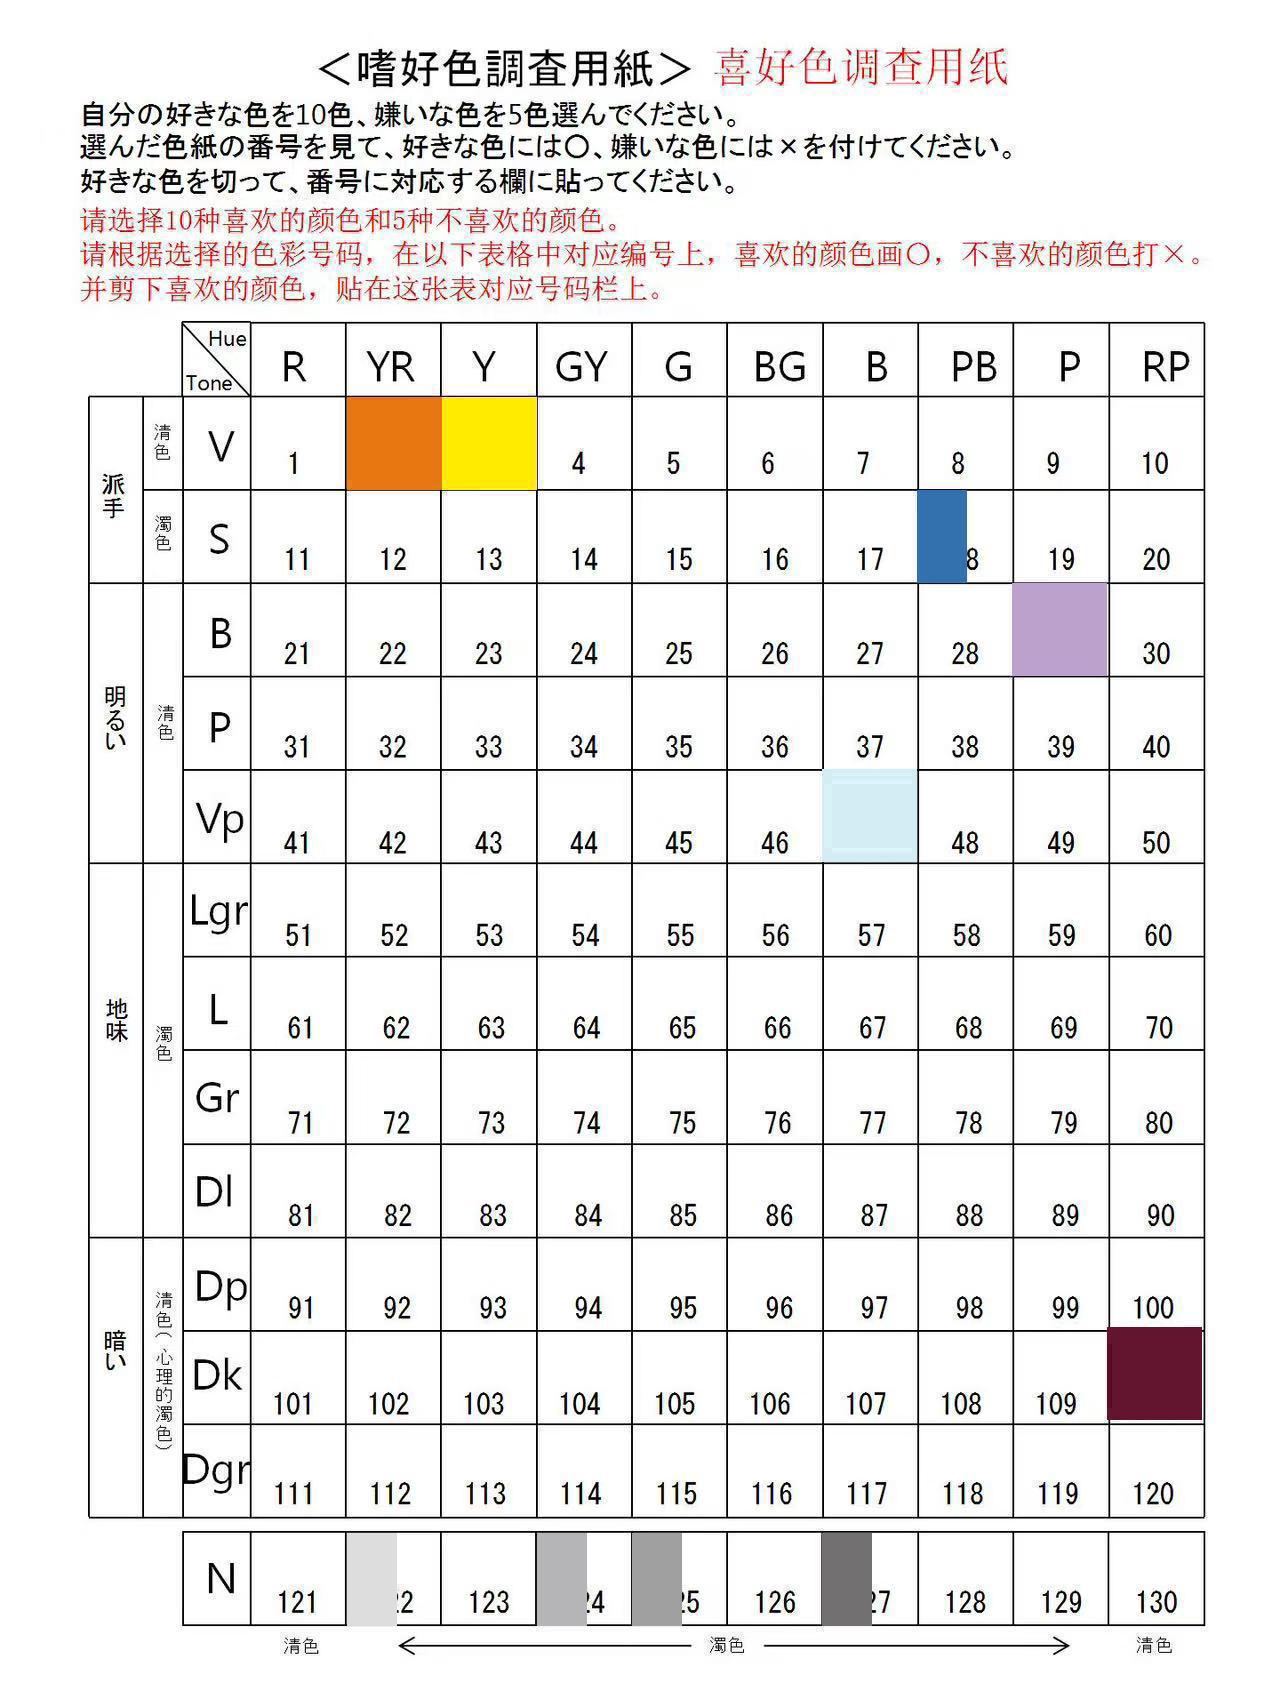 ＜嗜好色調査用紙＞ 喜好色调查用纸
自分の好きな色を10色、嫌いな色を5色選んでください。
選んだ色紙の番号を見て、好きな色には〇、嫌いな色には×を付けてください。
好きな色を切って、番号に対応する欄に貼ってください。
请选择10种喜欢的颜色和5种不喜欢的颜色。
请根据选择的色彩号码，在以下表格中对应编号上，喜欢的颜色画〇，不喜欢的颜色打×。
并剪下喜欢的颜色，贴在这张表对应号码栏上。
Hue
Tone
R YR Y GY G BG B PB P RP
派手
清色
V 1 4 5 6 7 8 9 10
濁色
S 11 12 13 14 15 16 17 8 19 20
明るい
清色
B 21 22 23 24 25 26 27 28 30
P 31 32 33 34 35 36 37 38 39 40
Vp 41 42 43 44 45 46 48 49 50
地味
濁色
Lgr 51 52 53 54 55 56 57 58 59 60
L 61 62 63 64 65 66 67 68 69 70
Gr 71 72 73 74 75 76 77 78 79 80
Dl 81 82 83 84 85 86 87 88 89 90
暗い
清色(心理的濁色)
Dp 91 92 93 94 95 96 97 98 99 100
Dk 101 102 103 104 105 106 107 108 109
Dgr 111 112 113 114 115 116 117 118 119 120
N 121 2 123 4 5 126 7 128 129 130
清色 濁色 清色